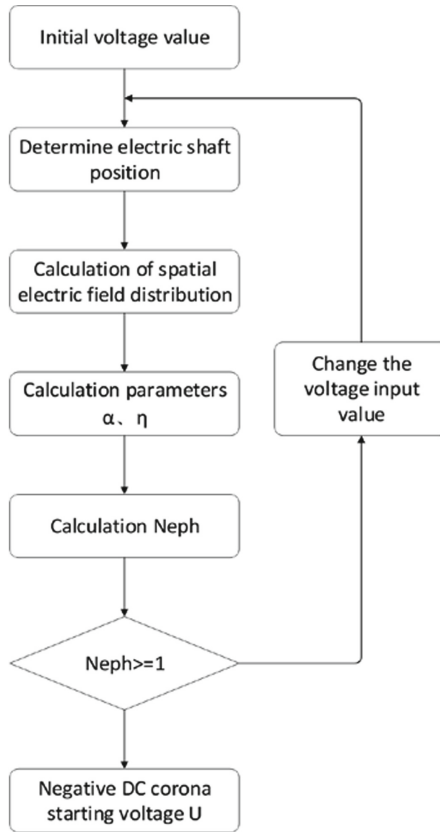 Initial voltage value
Determine electric shaft
position
Calculation of spatial
electric field distribution
Calculation parameters
α、η
Change the
voltage input
value
Calculation Neph
Neph>=1
Negative DC corona
starting voltage U